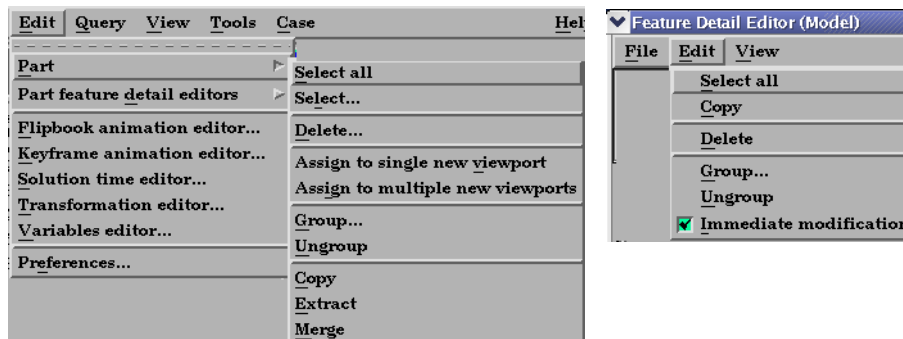 Edit Query View Tools Case
Part
Part feature detail editors
Flipbook animation editor...
Keyframe animation editor...
Solution time editor...
Transformation editor...
Variables editor...
Preferences...
Select all
Select...
Delete...
Assign to single new viewport
Assign to multiple new viewports
Group...
Ungroup
Copy
Extract
Merge
Feature Detail Editor (Model)
File Edit View
Select all
Copy
Delete
Group...
Ungroup
Immediate modification